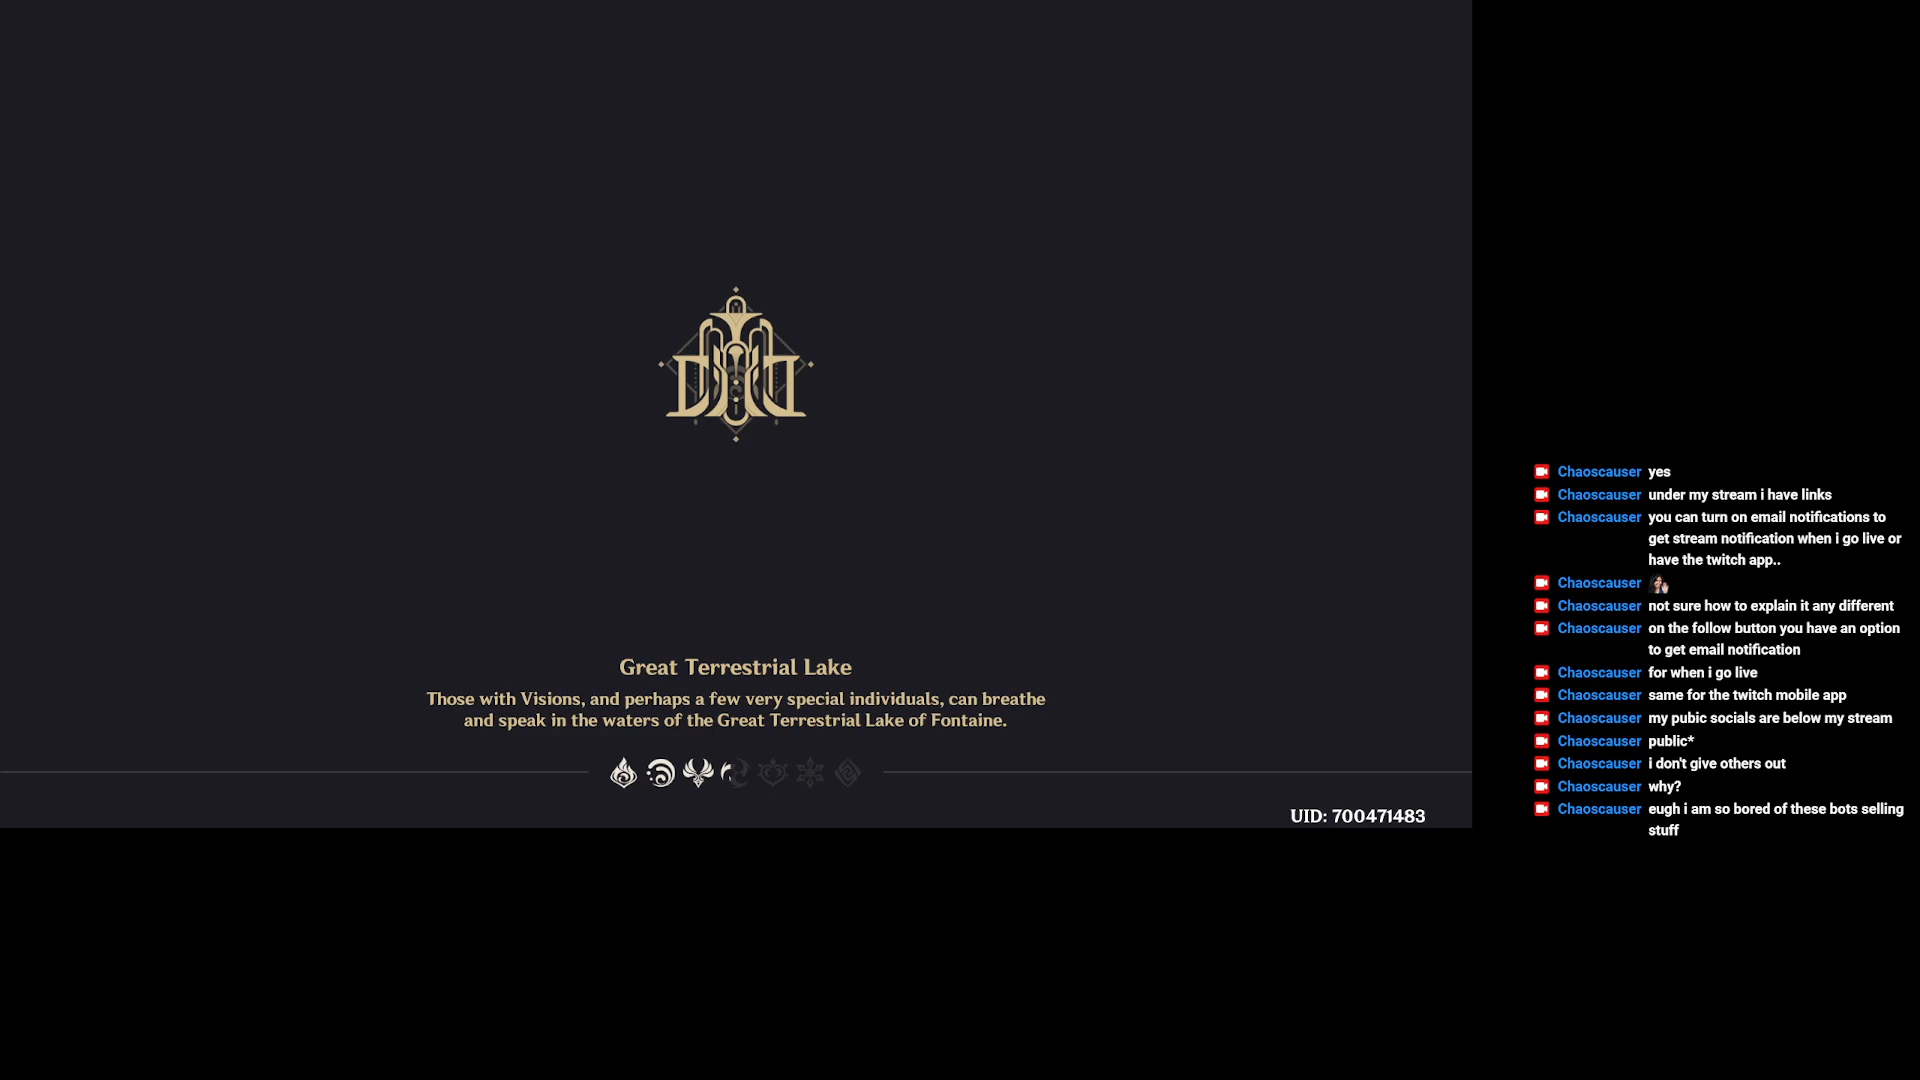 Great Terrestrial Lake
Those with Visions, and perhaps a few very special individuals, can breathe
and speak in the waters of the Great Terrestrial Lake of Fontaine.
UID: 700471483
Chaoscauser yes
Chaoscauser under my stream i have links
Chaoscauser you can turn on email notifications to
get stream notification when i go live or
have the twitch app..
Chaoscauser
Chaoscauser not sure how to explain it any different
Chaoscauser on the follow button you have an option
to get email notification
Chaoscauser for when i go live
Chaoscauser same for the twitch mobile app
Chaoscauser my pubic socials are below my stream
Chaoscauser public*
Chaoscauser i don't give others out
Chaoscauser why?
Chaoscauser eugh i am so bored of these bots selling
stuff